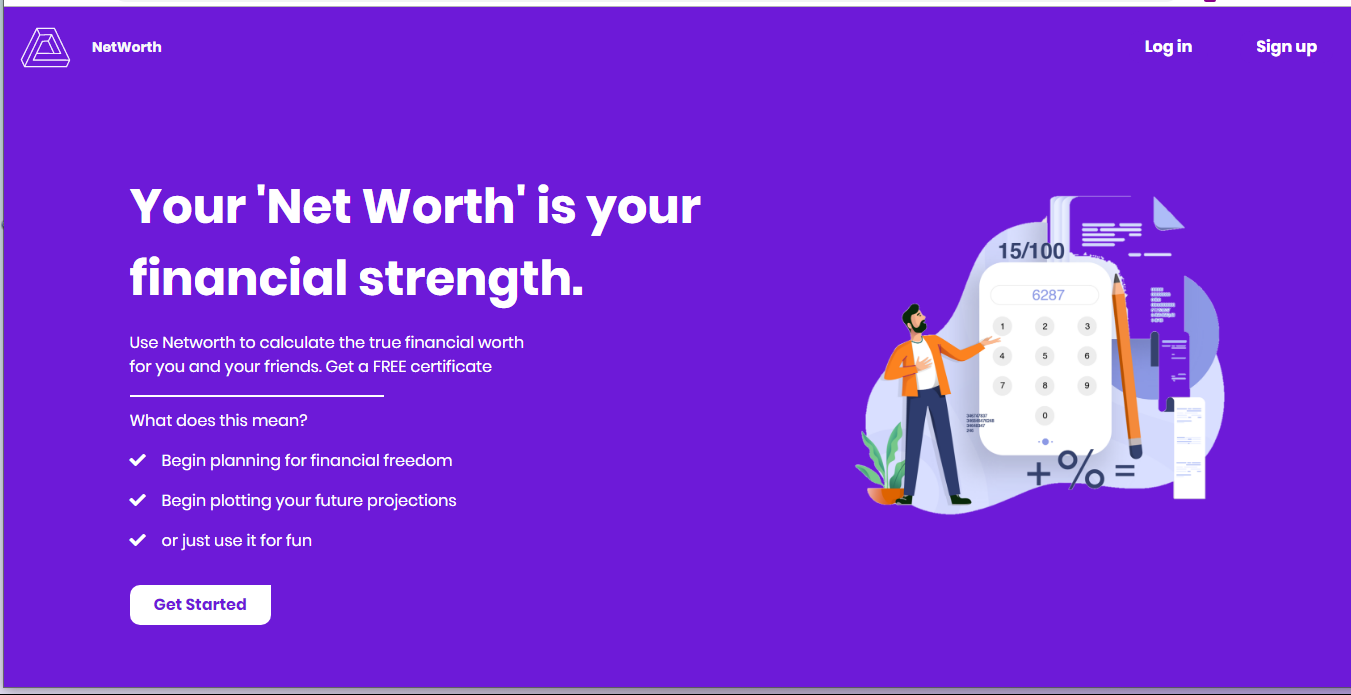 NetWorth
Log in
Sign up
Your 'Net Worth' is your
financial strength.
Use Networth to calculate the true financial worth
for you and your friends. Get a FREE certificate
What does this mean?
Begin planning for financial freedom
Begin plotting your future projections
or just use it for fun
Get Started
15/100
6287
1 2 3
4 5 6
7 8 9
0
+ % =